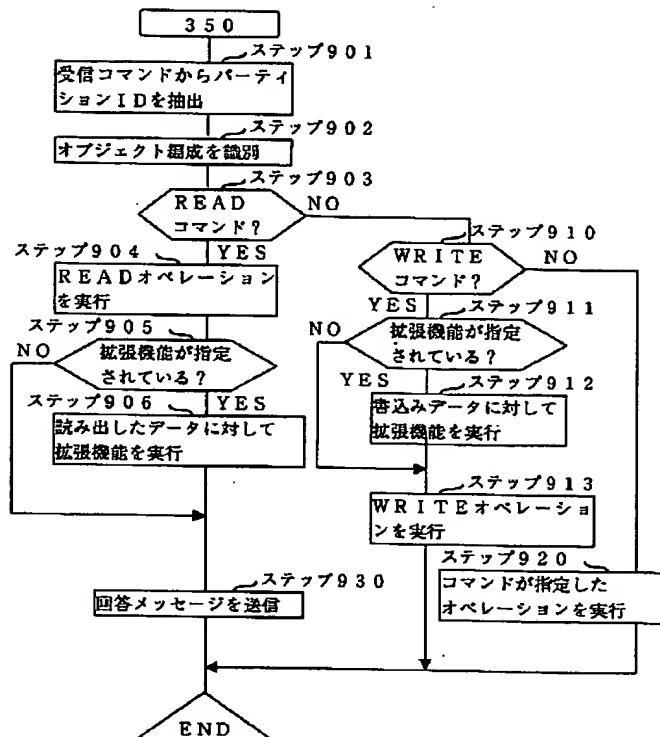 350
ステップ901
受信コマンドからパーティ
ションIDを抽出
ステップ902
オブジェクト組成を識別
ステップ903
READ
コマンド?
NO
YES
ステップ904
READオペレーション
を実行
ステップ905
NO
拡張機能が指定
されている?
YES
ステップ906
読み出したデータに対して
拡張機能を実行
ステップ910
WRITE
コマンド?
NO
YES
ステップ911
NO
拡張機能が指定
されている?
YES
ステップ912
書込みデータに対して
拡張機能を実行
ステップ913
WRITEオペレーショ
ンを実行
ステップ920
コマンドが指定した
オペレーションを実行
ステップ930
回答メッセージを送信
END